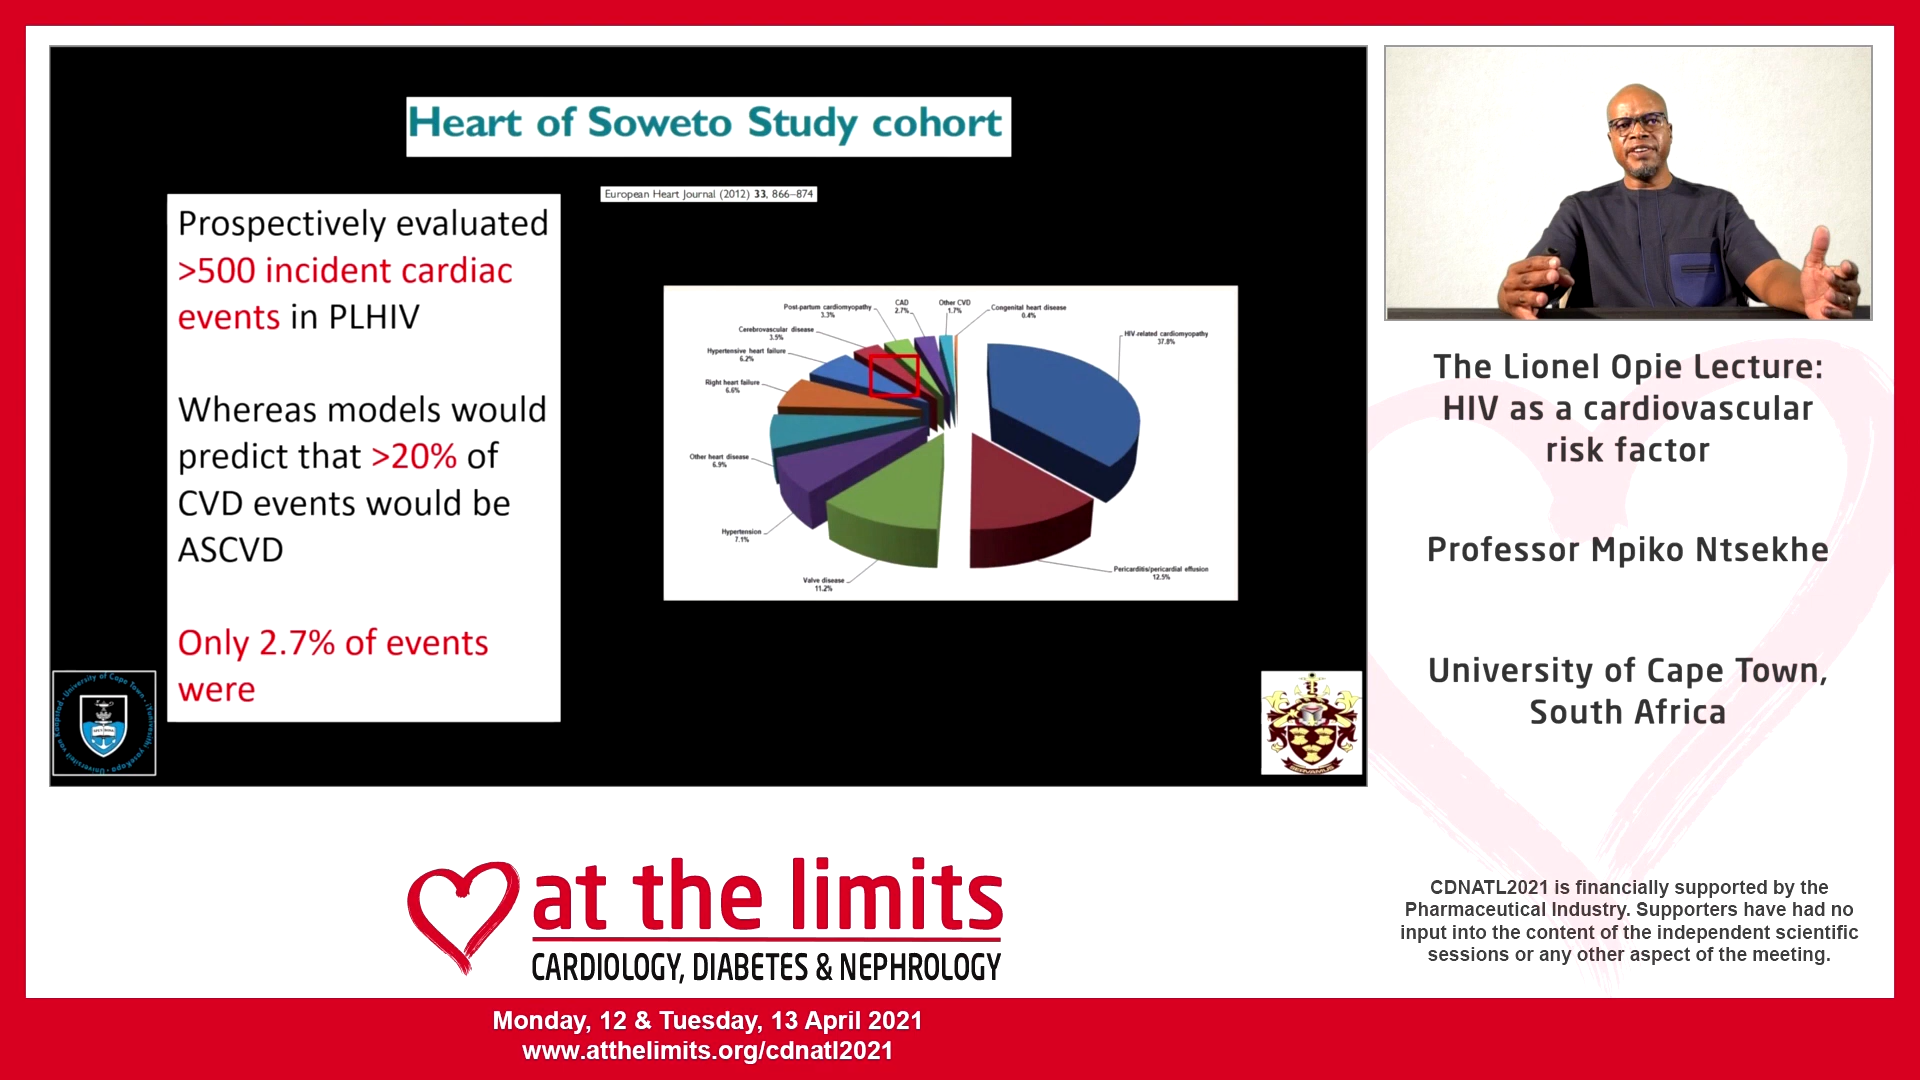 Heart of Soweto Study cohort
European Heart Journal (2012) 33, 866–874
Prospectively evaluated
>500 incident cardiac
events in PLHIV
Whereas models would
predict that >20% of
CVD events would be
ASCVD
Only 2.7% of events
were
Post-partum cardiomyopathy
3.3%
CAD
2.7%
Other CVD
1.7%
Congenital heart disease
0.4%
Cerebrovascular disease
3.5%
HIV-related cardiomyopathy
37.8%
Hypertensive heart failure
6.2%
Right heart failure
6.6%
Other heart disease
6.9%
Hypertension
7.1%
Valve disease
11.2%
Pericarditis/pericardial effusion
12.5%
The Lionel Opie Lecture:
HIV as a cardiovascular
risk factor
Professor Mpiko Ntsekhe
University of Cape Town,
South Africa
at the limits
CARDIOLOGY, DIABETES & NEPHROLOGY
CDNATL2021 is financially supported by the
Pharmaceutical Industry. Supporters have had no
input into the content of the independent scientific
sessions or any other aspect of the meeting.
Monday, 12 & Tuesday, 13 April 2021
www.atthelimits.org/cdnatl2021